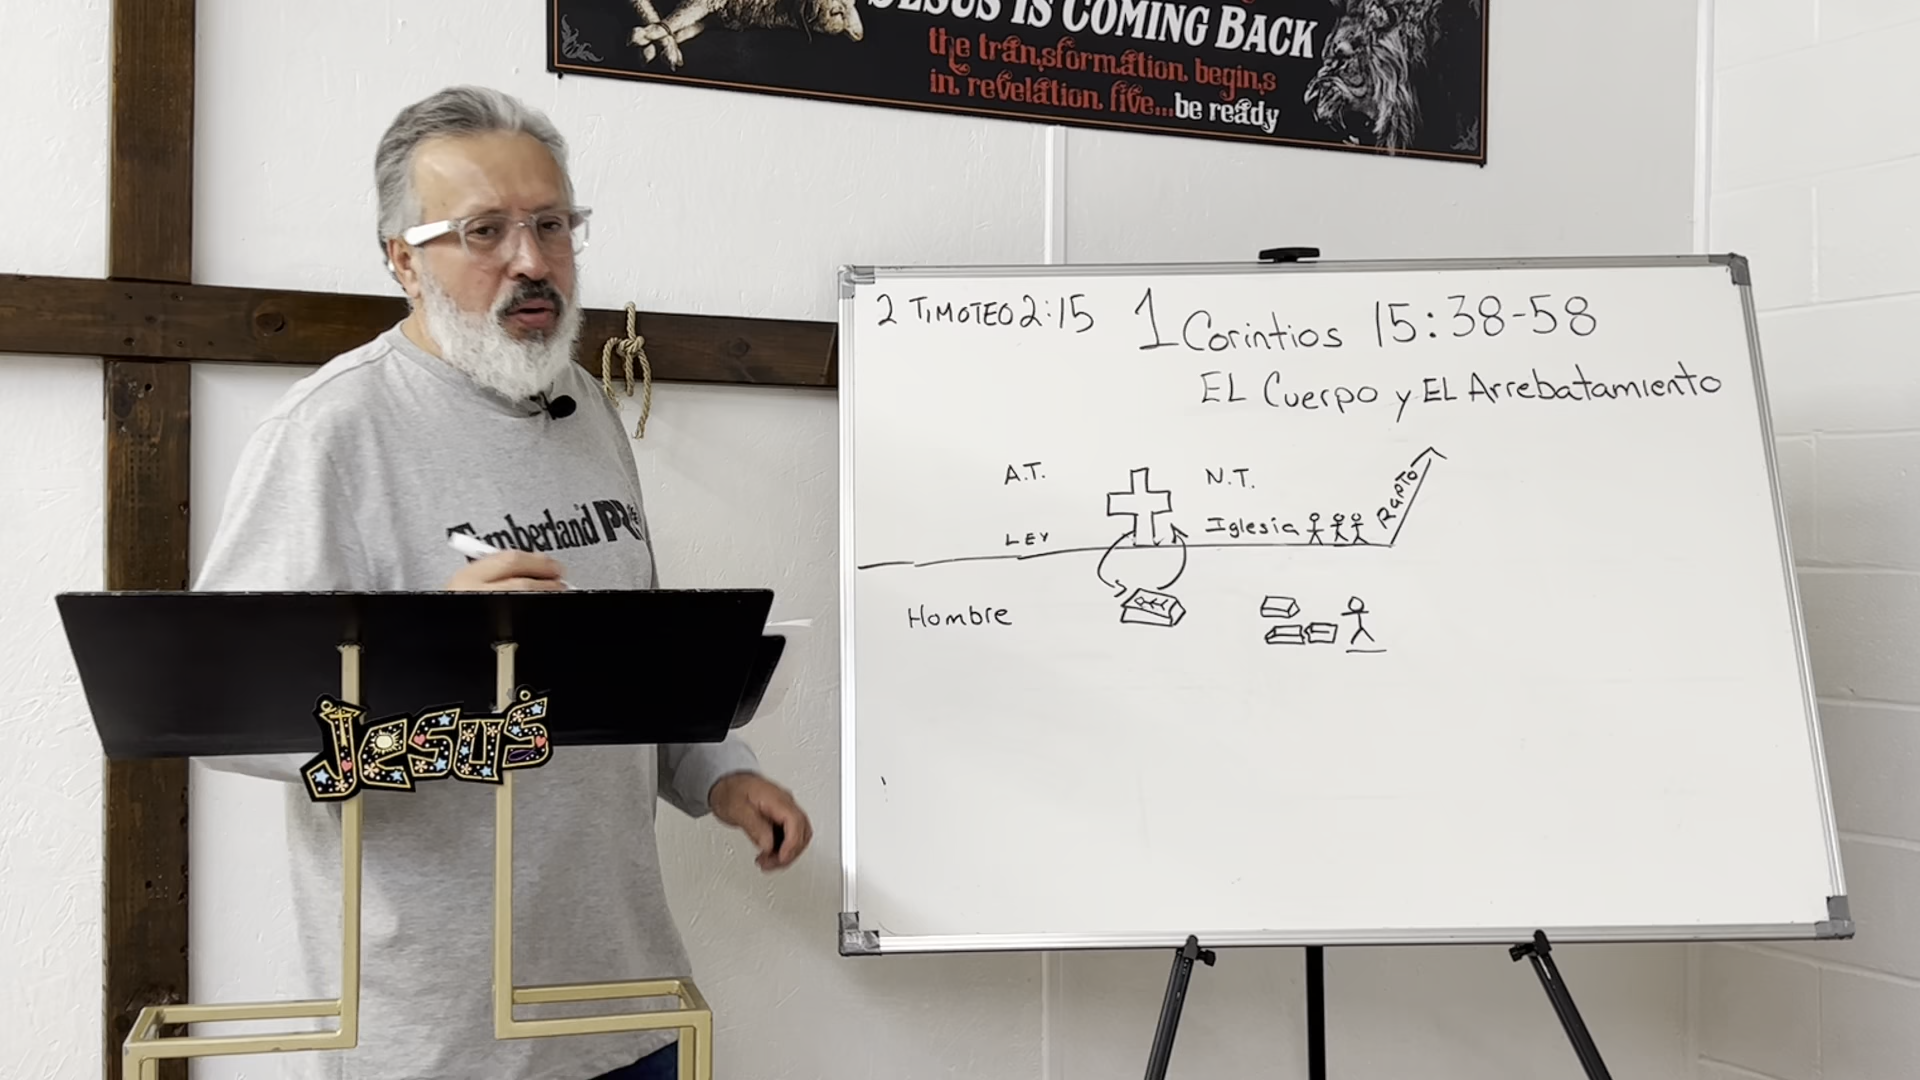 JESUS IS COMING BACK
the transformation begins
in revelation five...be ready
2 TIMOTEO 2:15
1 Corintios 15:38-58
EL Cuerpo y EL Arrebatamiento
A.T.
N.T.
LEY
Iglesia
Rapto
Hombre
Timberland
Jesus